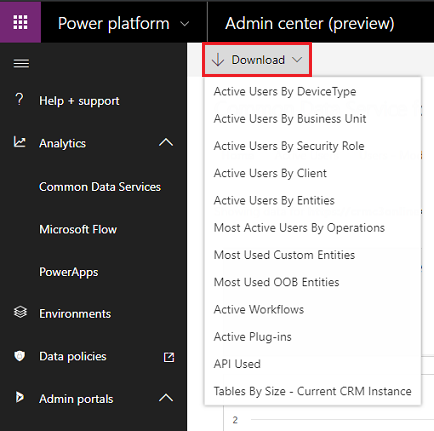 Power platform
Admin center (preview)
Download
Help + support
Analytics
Common Data Services
Microsoft Flow
PowerApps
Environments
Data policies
Admin portals
Active Users By DeviceType
Active Users By Business Unit
Active Users By Security Role
Active Users By Client
Active Users By Entities
Most Active Users By Operations
Most Used Custom Entities
Most Used OOB Entities
Active Workflows
Active Plug-ins
API Used
Tables By Size - Current CRM Instance
2